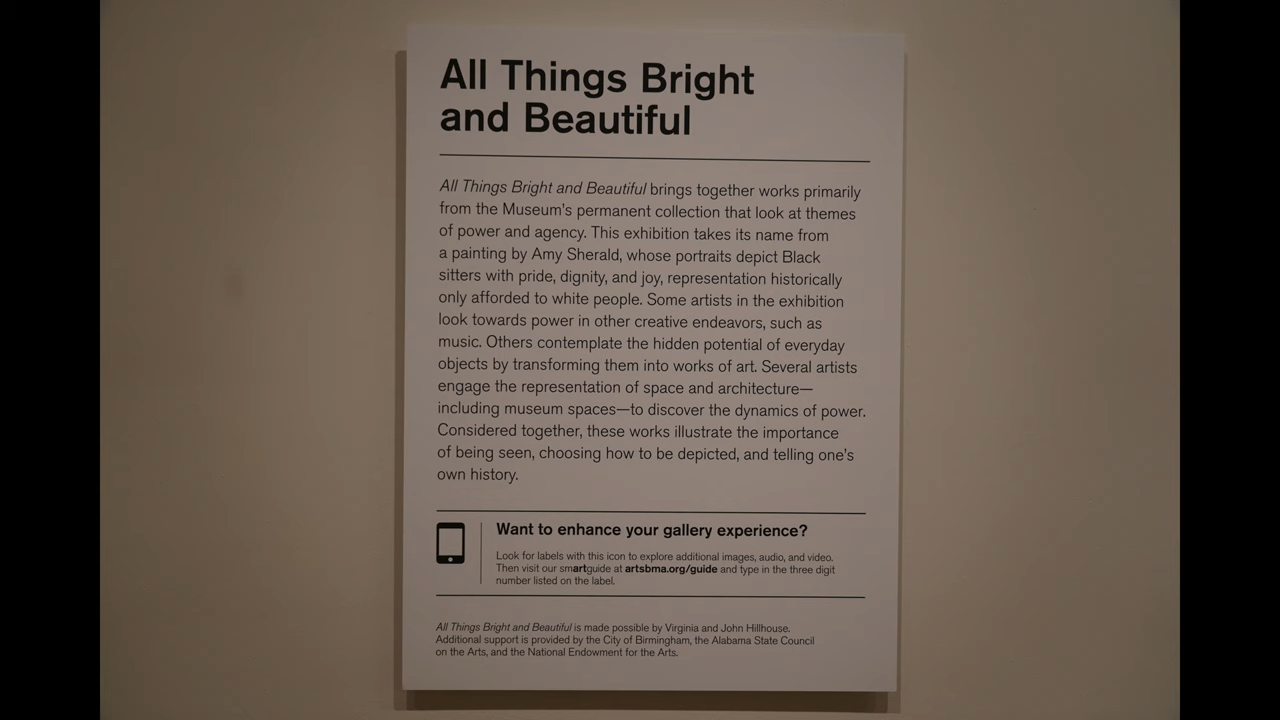 All Things Bright
and Beautiful
All Things Bright and Beautiful brings together works primarily
from the Museum's permanent collection that look at themes
of power and agency. This exhibition takes its name from
a painting by Amy Sherald, whose portraits depict Black
sitters with pride, dignity, and joy, representation historically
only afforded to white people. Some artists in the exhibition
look towards power in other creative endeavors, such as
music. Others contemplate the hidden potential of everyday
objects by transforming them into works of art. Several artists
engage the representation of space and architecture—
including museum spaces—to discover the dynamics of power.
Considered together, these works illustrate the importance
of being seen, choosing how to be depicted, and telling one's
own history.
Want to enhance your gallery experience?
Look for labels with this icon to explore additional images, audio, and video.
Then visit our smartguide at artsbma.org/guide and type in the three digit
number listed on the label.
All Things Bright and Beautiful is made possible by Virginia and John Hillhouse.
Additional support is provided by the City of Birmingham, the Alabama State Council
on the Arts, and the National Endowment for the Arts.